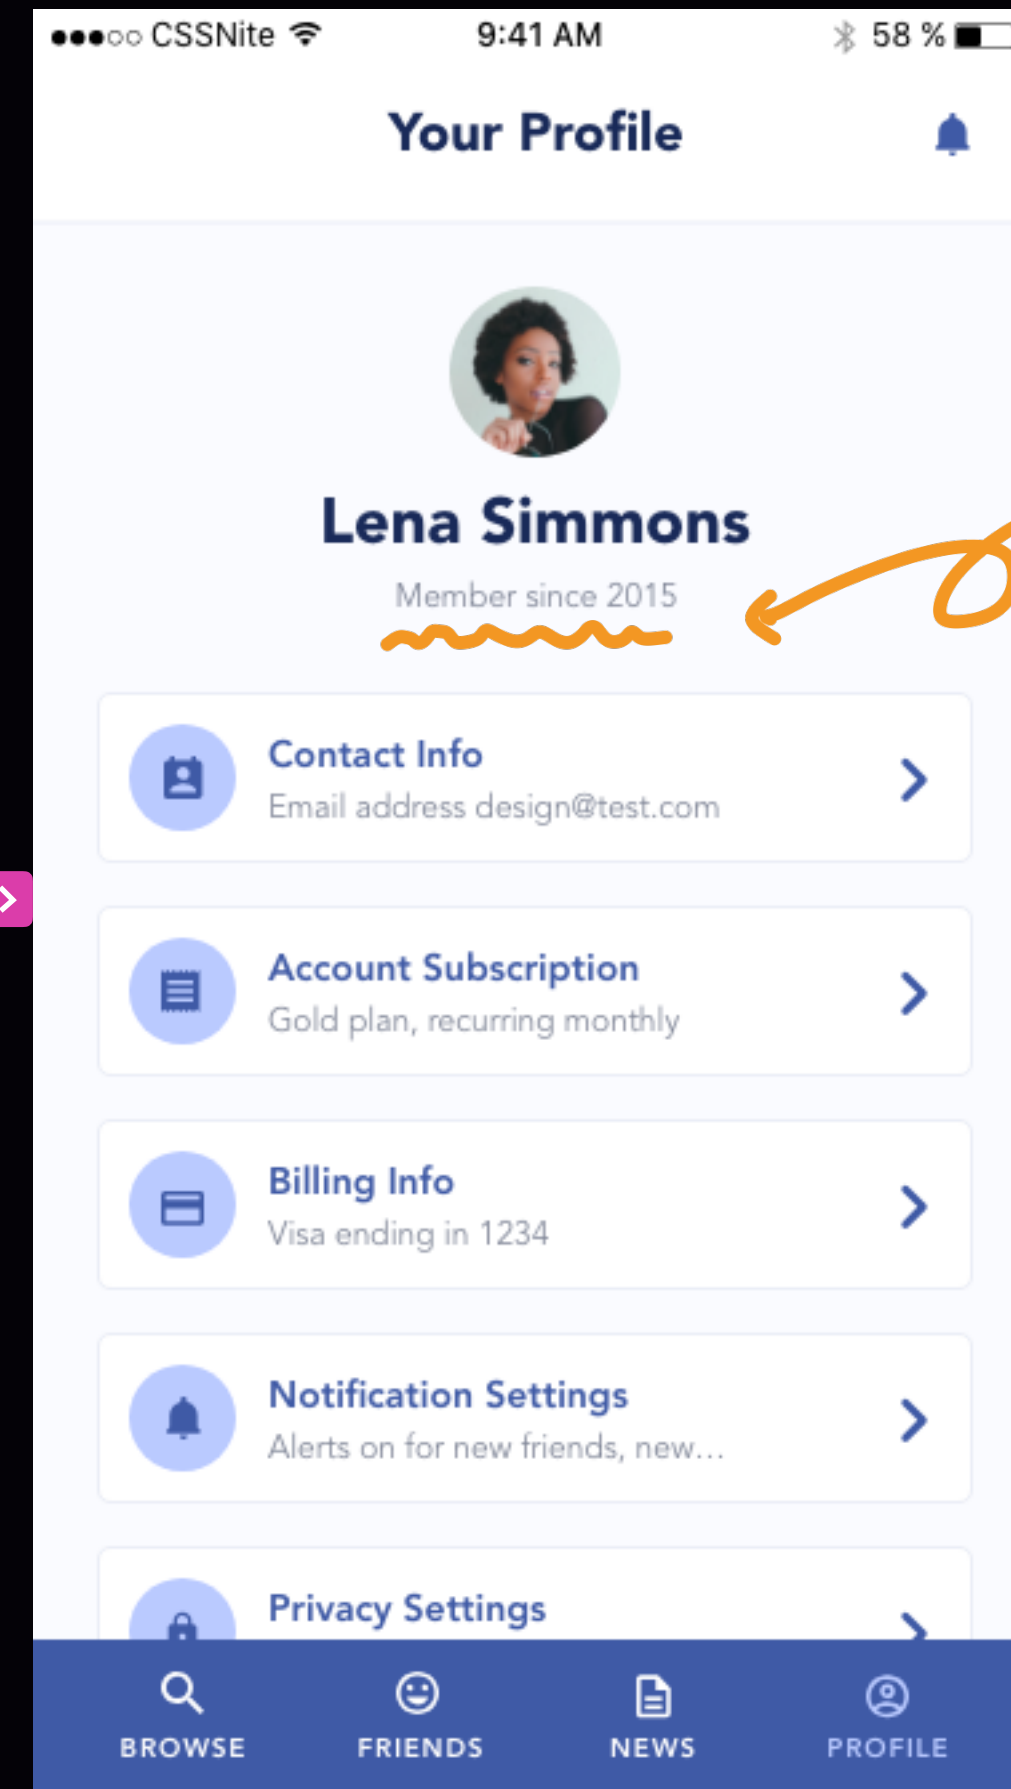 CSSNite 9:41 AM 58 %
Your Profile
Lena Simmons
Member since 2015
Contact Info
Email address design@test.com
Account Subscription
Gold plan, recurring monthly
Billing Info
Visa ending in 1234
Notification Settings
Alerts on for new friends, new...
Privacy Settings
BROWSE FRIENDS NEWS PROFILE